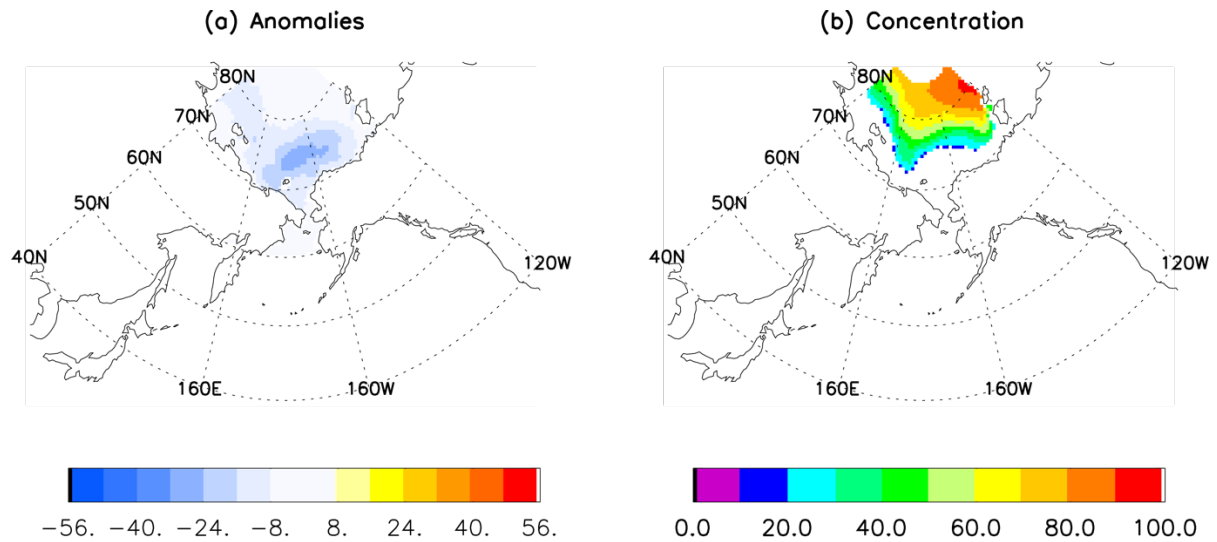 (a) Anomalies
(b) Concentration
80N
70N
60N
50N
40N
120W
160E
160W
80N
70N
60N
50N
40N
120W
160E
160W
−56. −40. −24. −8. 8. 24. 40. 56.
0.0 20.0 40.0 60.0 80.0 100.0